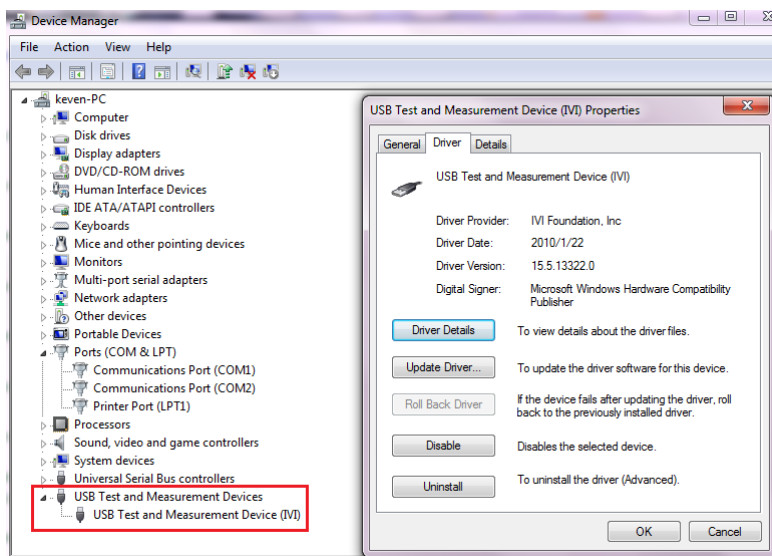 Device Manager
File Action View Help
keven-PC
Computer
Disk drives
Display adapters
DVD/CD-ROM drives
Human Interface Devices
IDE ATA/ATAPI controllers
Keyboards
Mice and other pointing devices
Monitors
Multi-port serial adapters
Network adapters
Other devices
Portable Devices
Ports (COM & LPT)
Communications Port (COM1)
Communications Port (COM2)
Printer Port (LPT1)
Processors
Sound, video and game controllers
System devices
Universal Serial Bus controllers
USB Test and Measurement Devices
USB Test and Measurement Device (IVI)
USB Test and Measurement Device (IVI) Properties
General Driver Details
USB Test and Measurement Device (IVI)
Driver Provider: IVI Foundation, Inc
Driver Date: 2010/1/22
Driver Version: 15.5.13322.0
Digital Signer: Microsoft Windows Hardware Compatibility
Publisher
Driver Details To view details about the driver files.
Update Driver... To update the driver software for this device.
Roll Back Driver If the device fails after updating the driver, roll
back to the previously installed driver.
Disable Disables the selected device.
Uninstall To uninstall the driver (Advanced).
OK Cancel